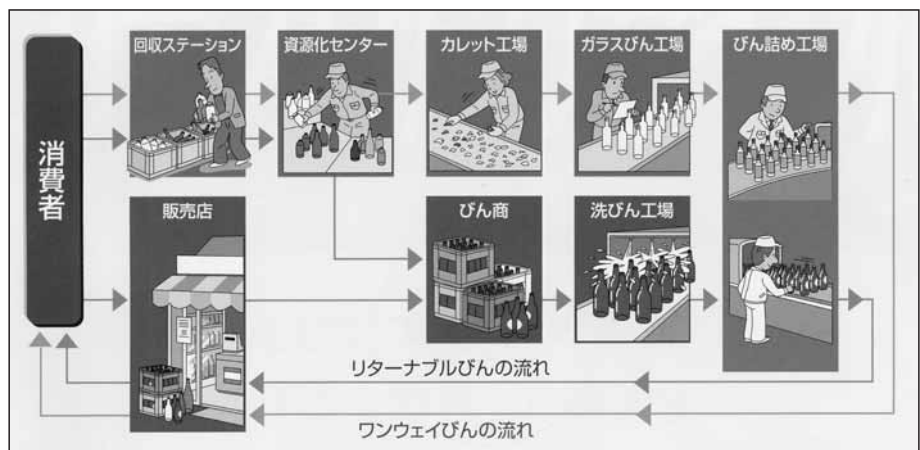 消費者
回収ステーション
資源化センター
カレット工場
ガラスびん工場
びん詰め工場
販売店
びん商
洗びん工場
リターナブルびんの流れ
ワンウェイびんの流れ